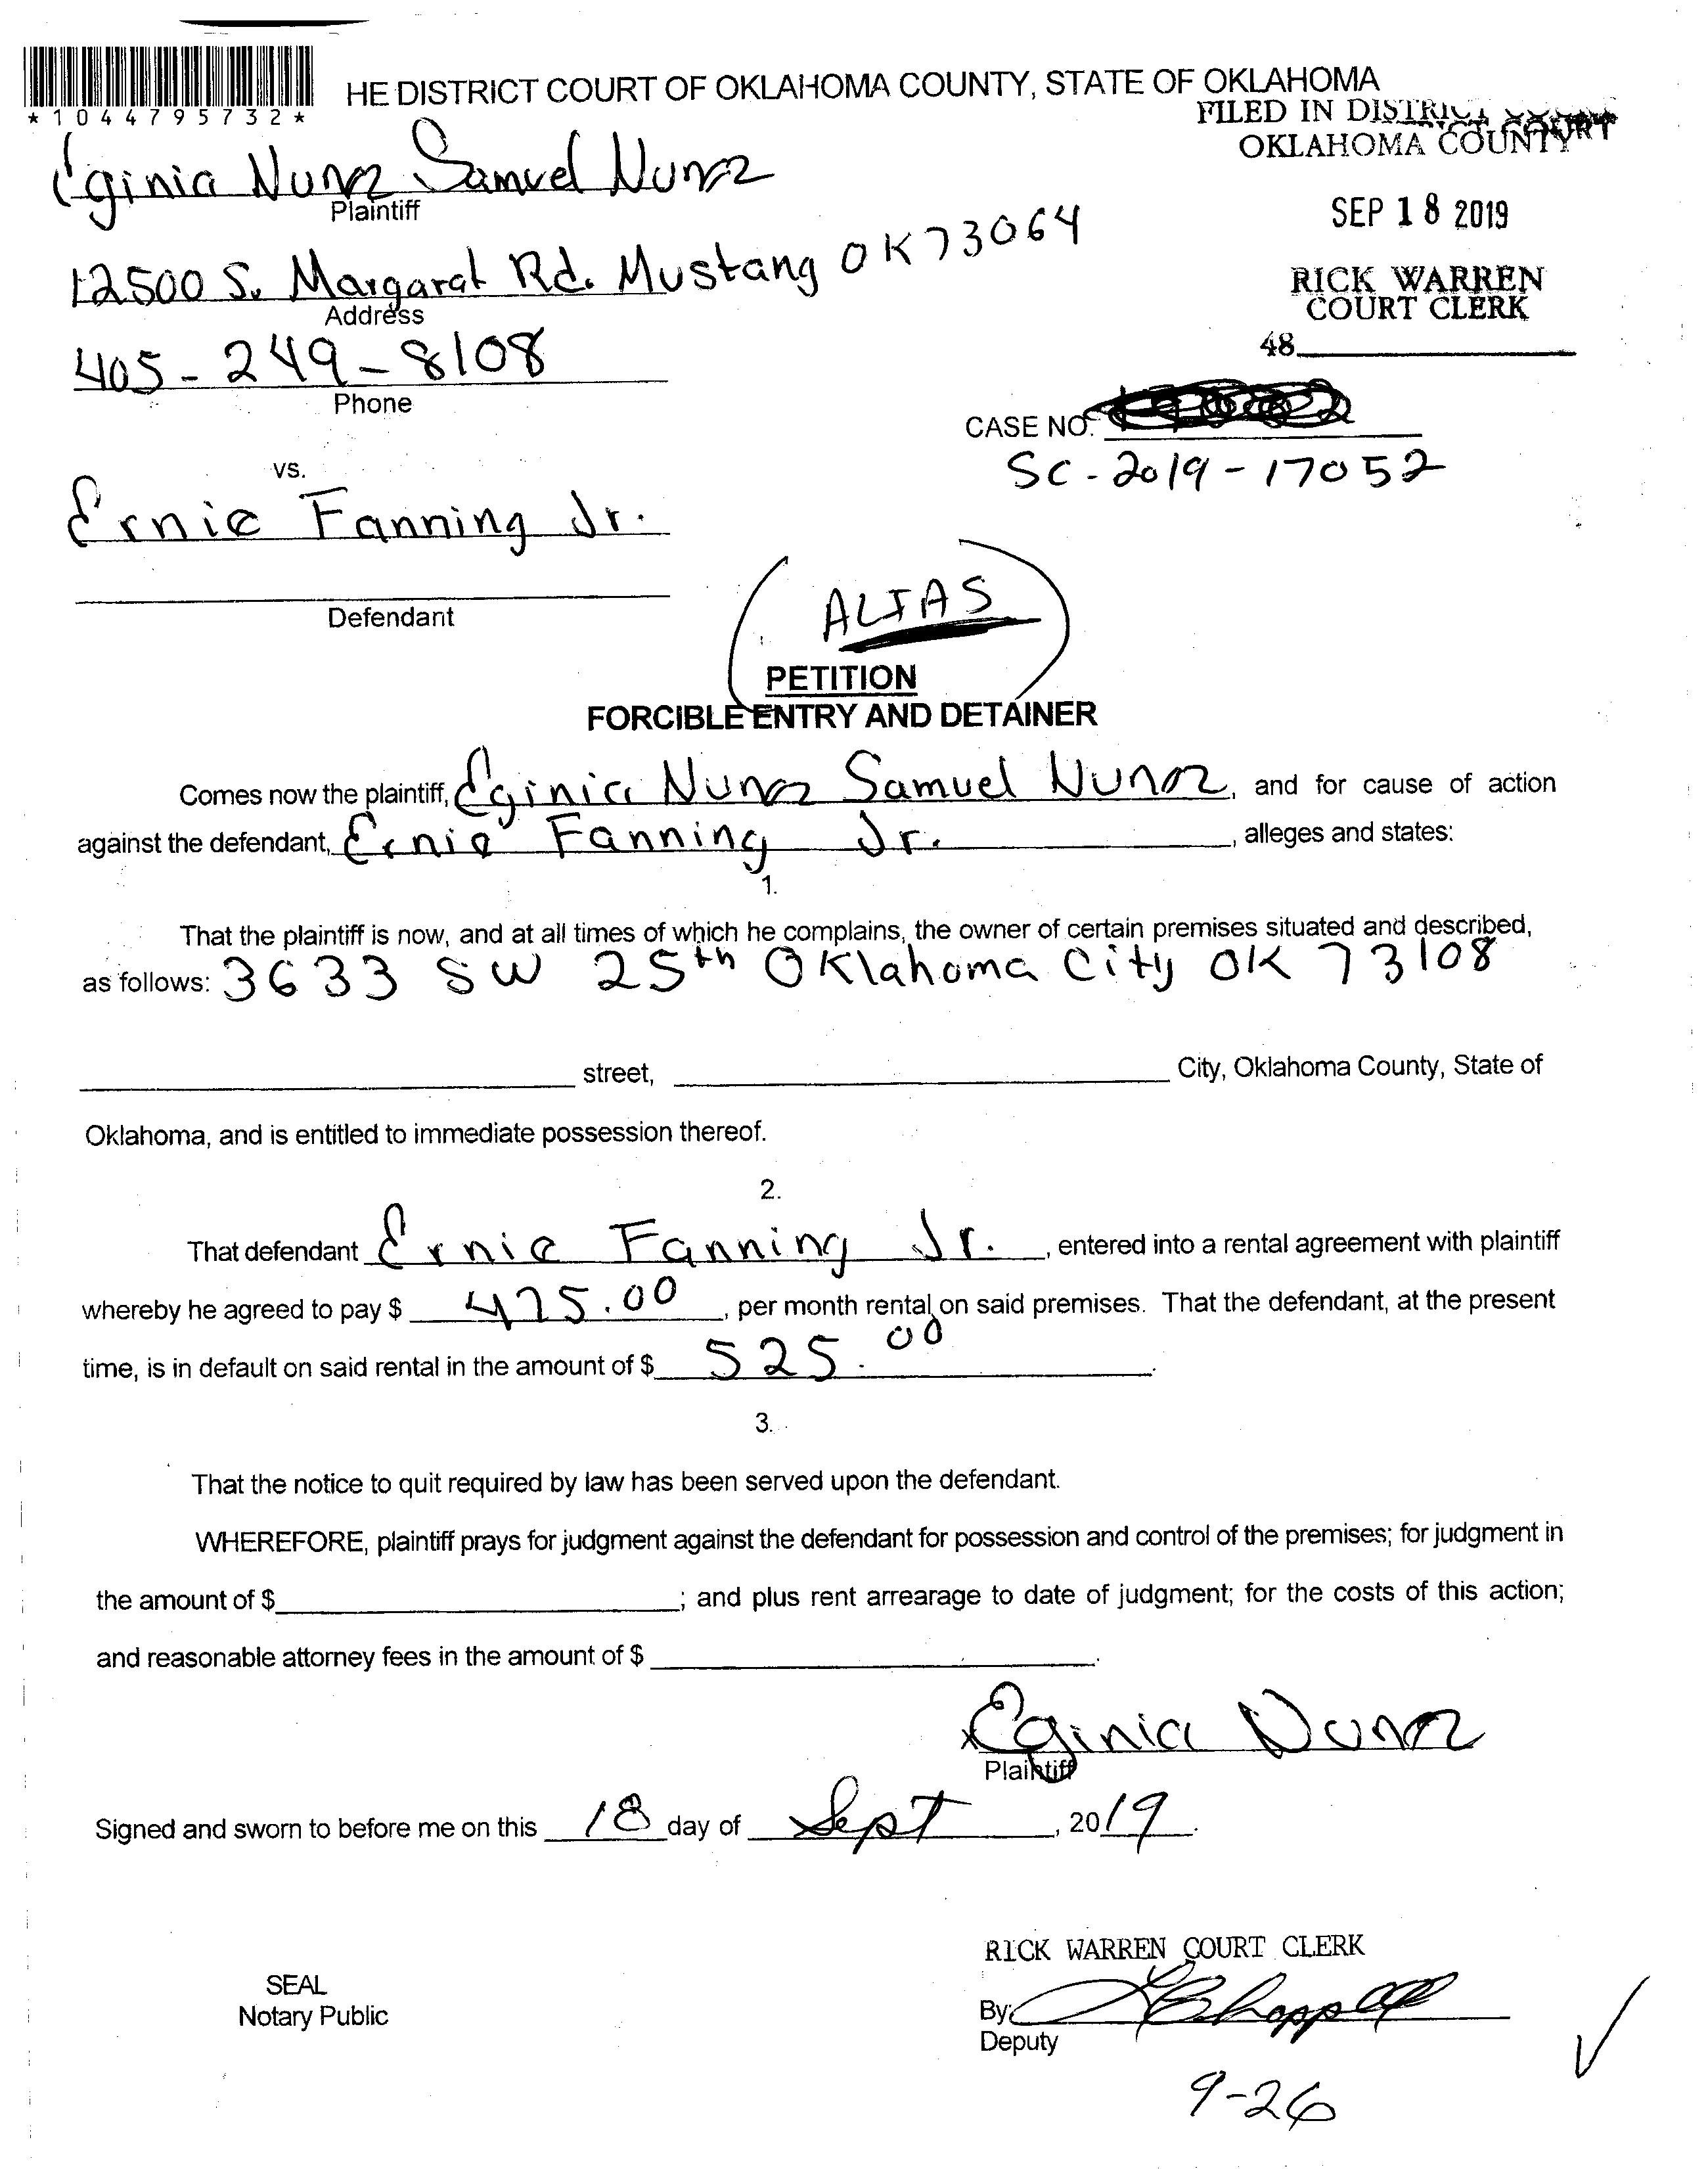 *1044795732*
HE DISTRICT COURT OF OKLAHOMA COUNTY, STATE OF OKLAHOMA
FILED IN DISTRICT COURT
OKLAHOMA COUNTY
Eginia Nunez Samuel Nunez
Plaintiff
SEP 18 2019
12500 S. Margaret Rd. Mustang OK 73064
Address
RICK WARREN
COURT CLERK
48
405-249-8108
Phone
CASE NO.
SC-2019-17052
vs.
Ernie Fanning Jr.
Defendant
ALIAS
PETITION
FORCIBLE ENTRY AND DETAINER
Comes now the plaintiff, Eginia Nunez Samuel Nunez, and for cause of action
against the defendant, Ernie Fanning Jr., alleges and states:
1.
That the plaintiff is now, and at all times of which he complains, the owner of certain premises situated and described,
as follows: 3633 SW 25th Oklahoma City OK 73108
street, City, Oklahoma County, State of
Oklahoma, and is entitled to immediate possession thereof.
2.
That defendant Ernie Fanning Jr., entered into a rental agreement with plaintiff
whereby he agreed to pay $ 475.00, per month rental on said premises. That the defendant, at the present
time, is in default on said rental in the amount of $ 525.00.
3.
That the notice to quit required by law has been served upon the defendant.
WHEREFORE, plaintiff prays for judgment against the defendant for possession and control of the premises; for judgment in
the amount of $; and plus rent arrearage to date of judgment; for the costs of this action;
and reasonable attorney fees in the amount of $.
x Eginia Nunez
Plaintiff
Signed and sworn to before me on this 18 day of Sept, 2019.
RICK WARREN COURT CLERK
SEAL
Notary Public
By:
Deputy
9-26